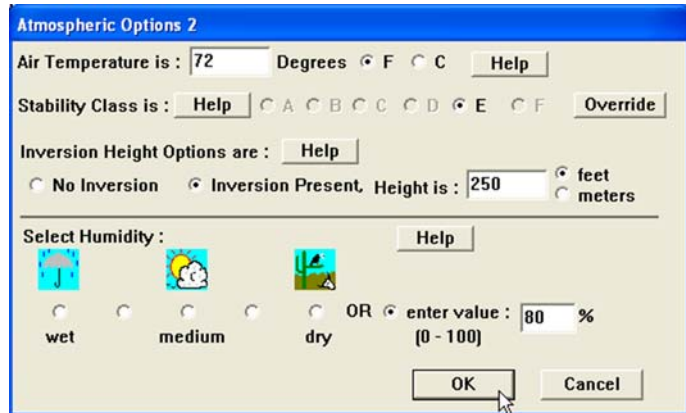 Atmospheric Options 2
Air Temperature is : 72 Degrees F C Help
Stability Class is : Help A B C D E F Override
Inversion Height Options are : Help
No Inversion Inversion Present, Height is : 250 feet
meters
Select Humidity : Help
OR enter value : 80 %
wet medium dry (0 - 100)
OK Cancel